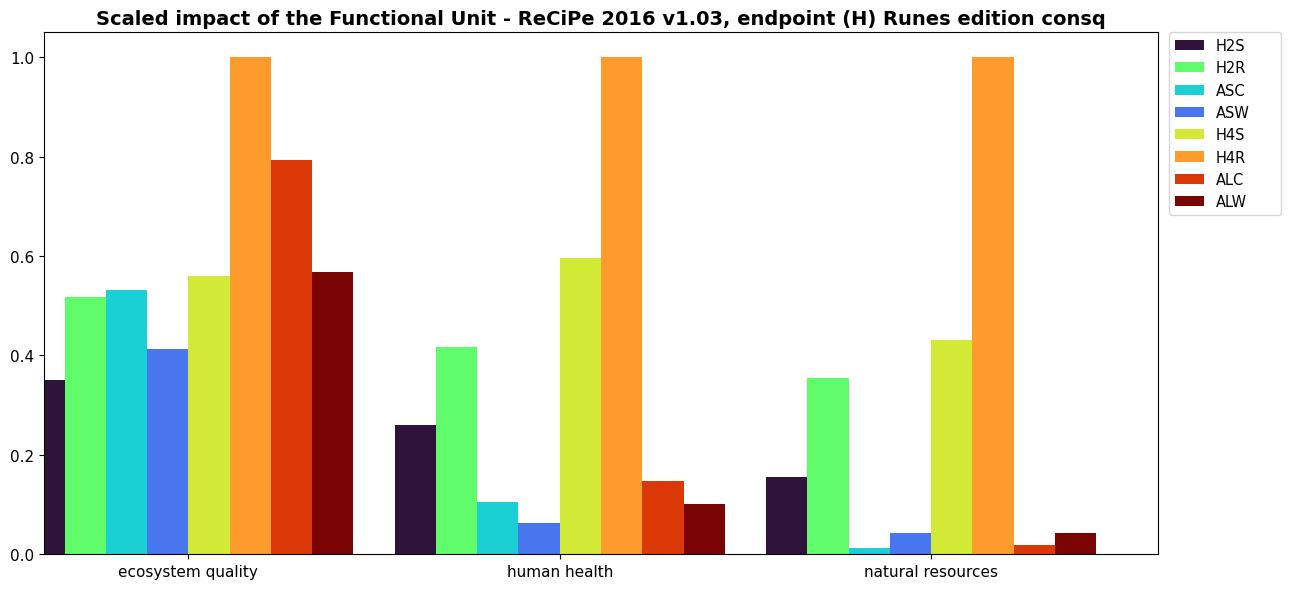 Scaled impact of the Functional Unit - ReCiPe 2016 v1.03, endpoint (H) Runes edition consq
1.0
0.8
0.6
0.4
0.2
0.0
ecosystem quality
human health
natural resources
H2S
H2R
ASC
ASW
H4S
H4R
ALC
ALW